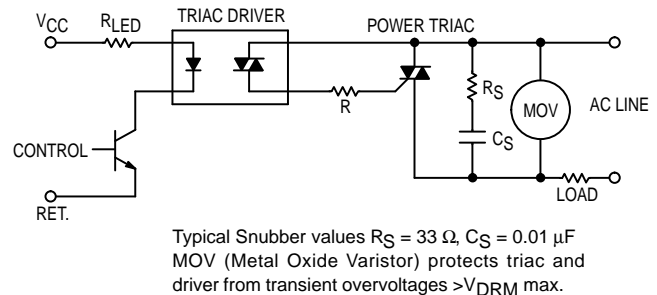 TRIAC DRIVER
POWER TRIAC
VCC
RLED
R
RS
CS
MOV
AC LINE
CONTROL
RET.
LOAD
Typical Snubber values RS = 33 Ω, CS = 0.01 µF
MOV (Metal Oxide Varistor) protects triac and
driver from transient overvoltages >VDRM max.